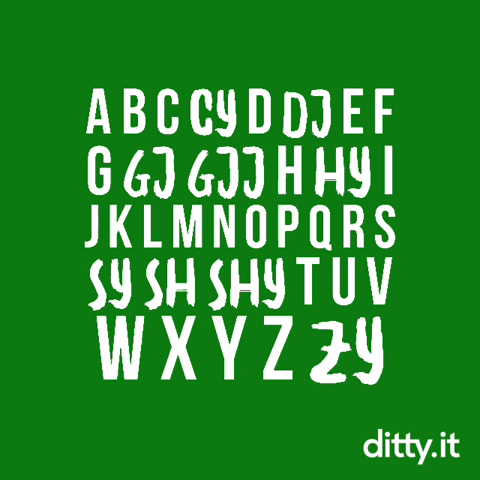 A B C CY D DJ E F
G GJ GJJ H HY I
J K L M N O P Q R S
SY SH SHY T U V
W X Y Z ZY
ditty.it